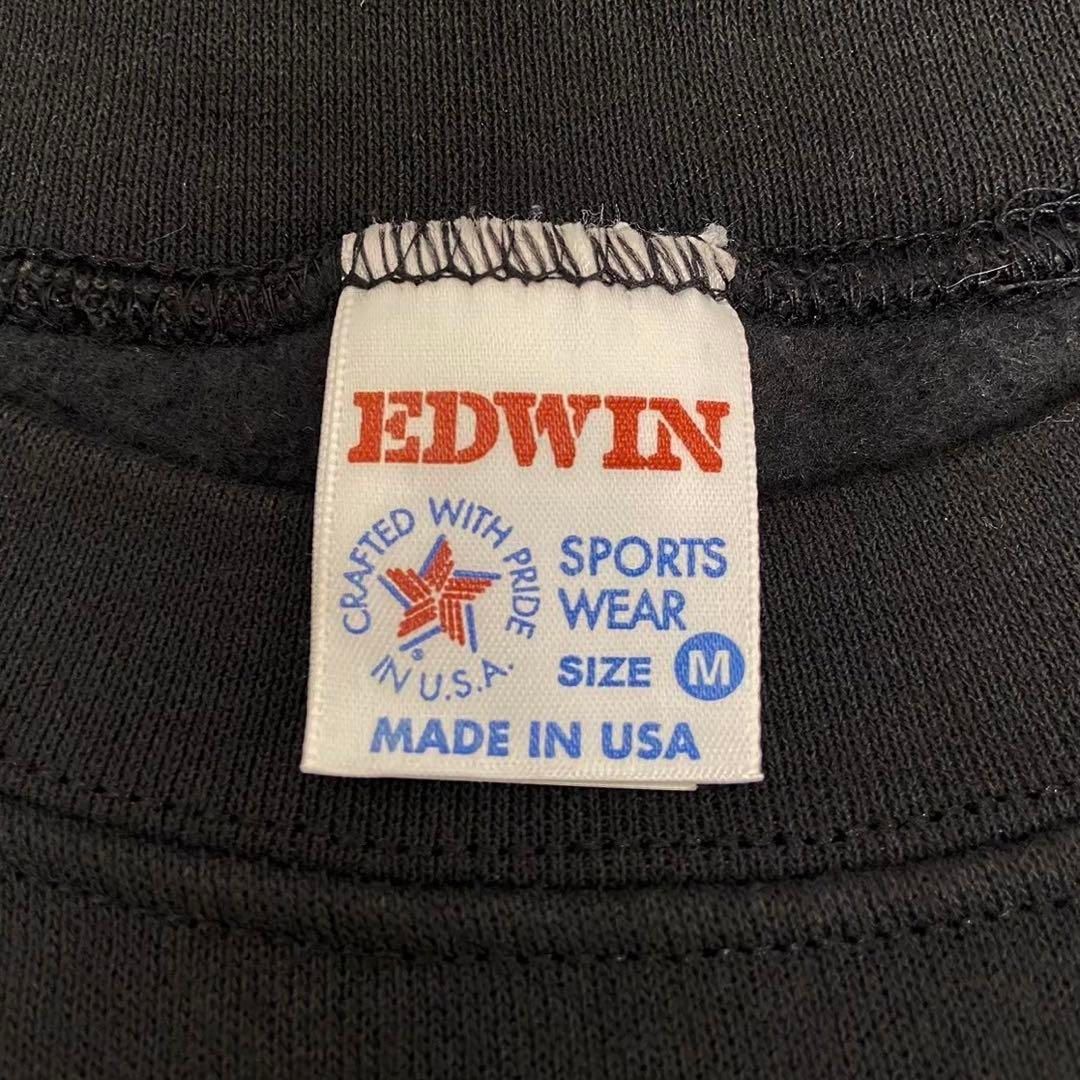 EDWIN
CRAFTED WITH PRIDE
IN U.S.A.
®
SPORTS
WEAR
SIZE M
MADE IN USA